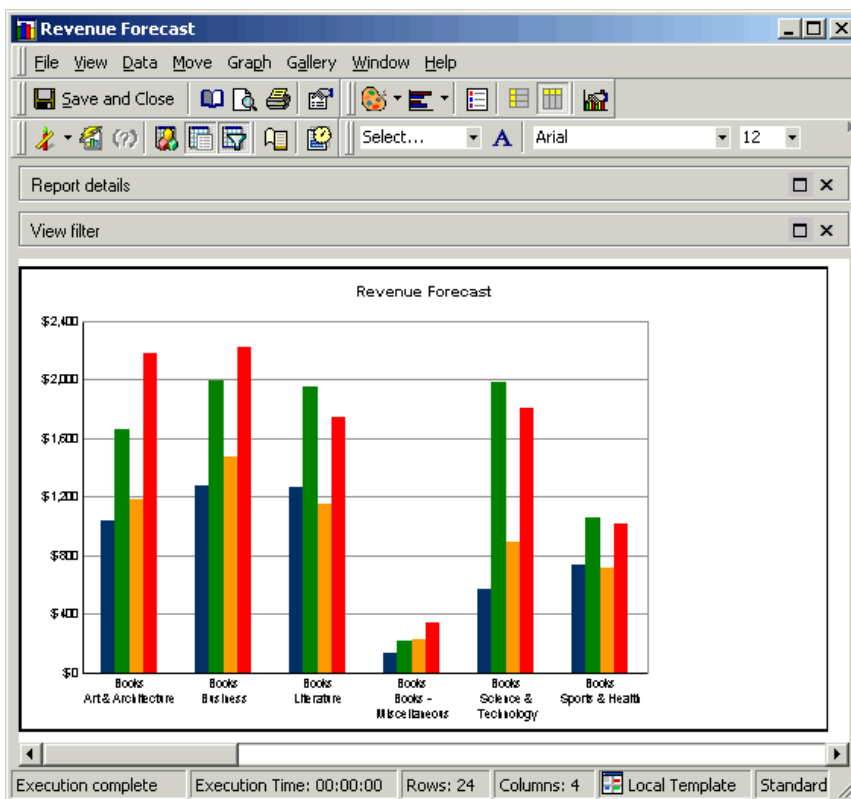 Revenue Forecast
File View Data Move Graph Gallery Window Help
Save and Close
Select... A Arial 12
Report details
View filter
Revenue Forecast
$2,400
$2,000
$1,600
$1,200
$800
$400
$0
Books Books Books Books Books Books
Art & Architecture Business Literature Books - Science & Sports & Health
Miscellaneous Technology
Execution complete Execution Time: 00:00:00 Rows: 24 Columns: 4 Local Template Standard